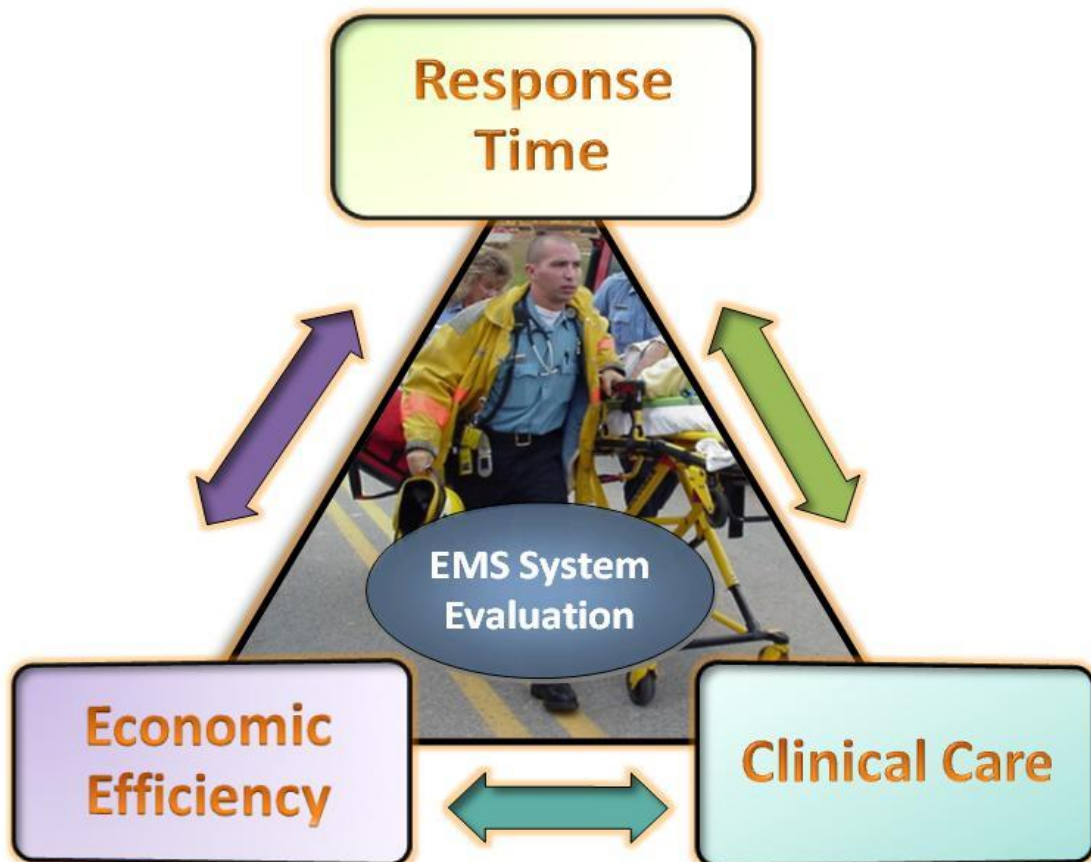 Response
Time
EMS System
Evaluation
Economic
Efficiency
Clinical Care